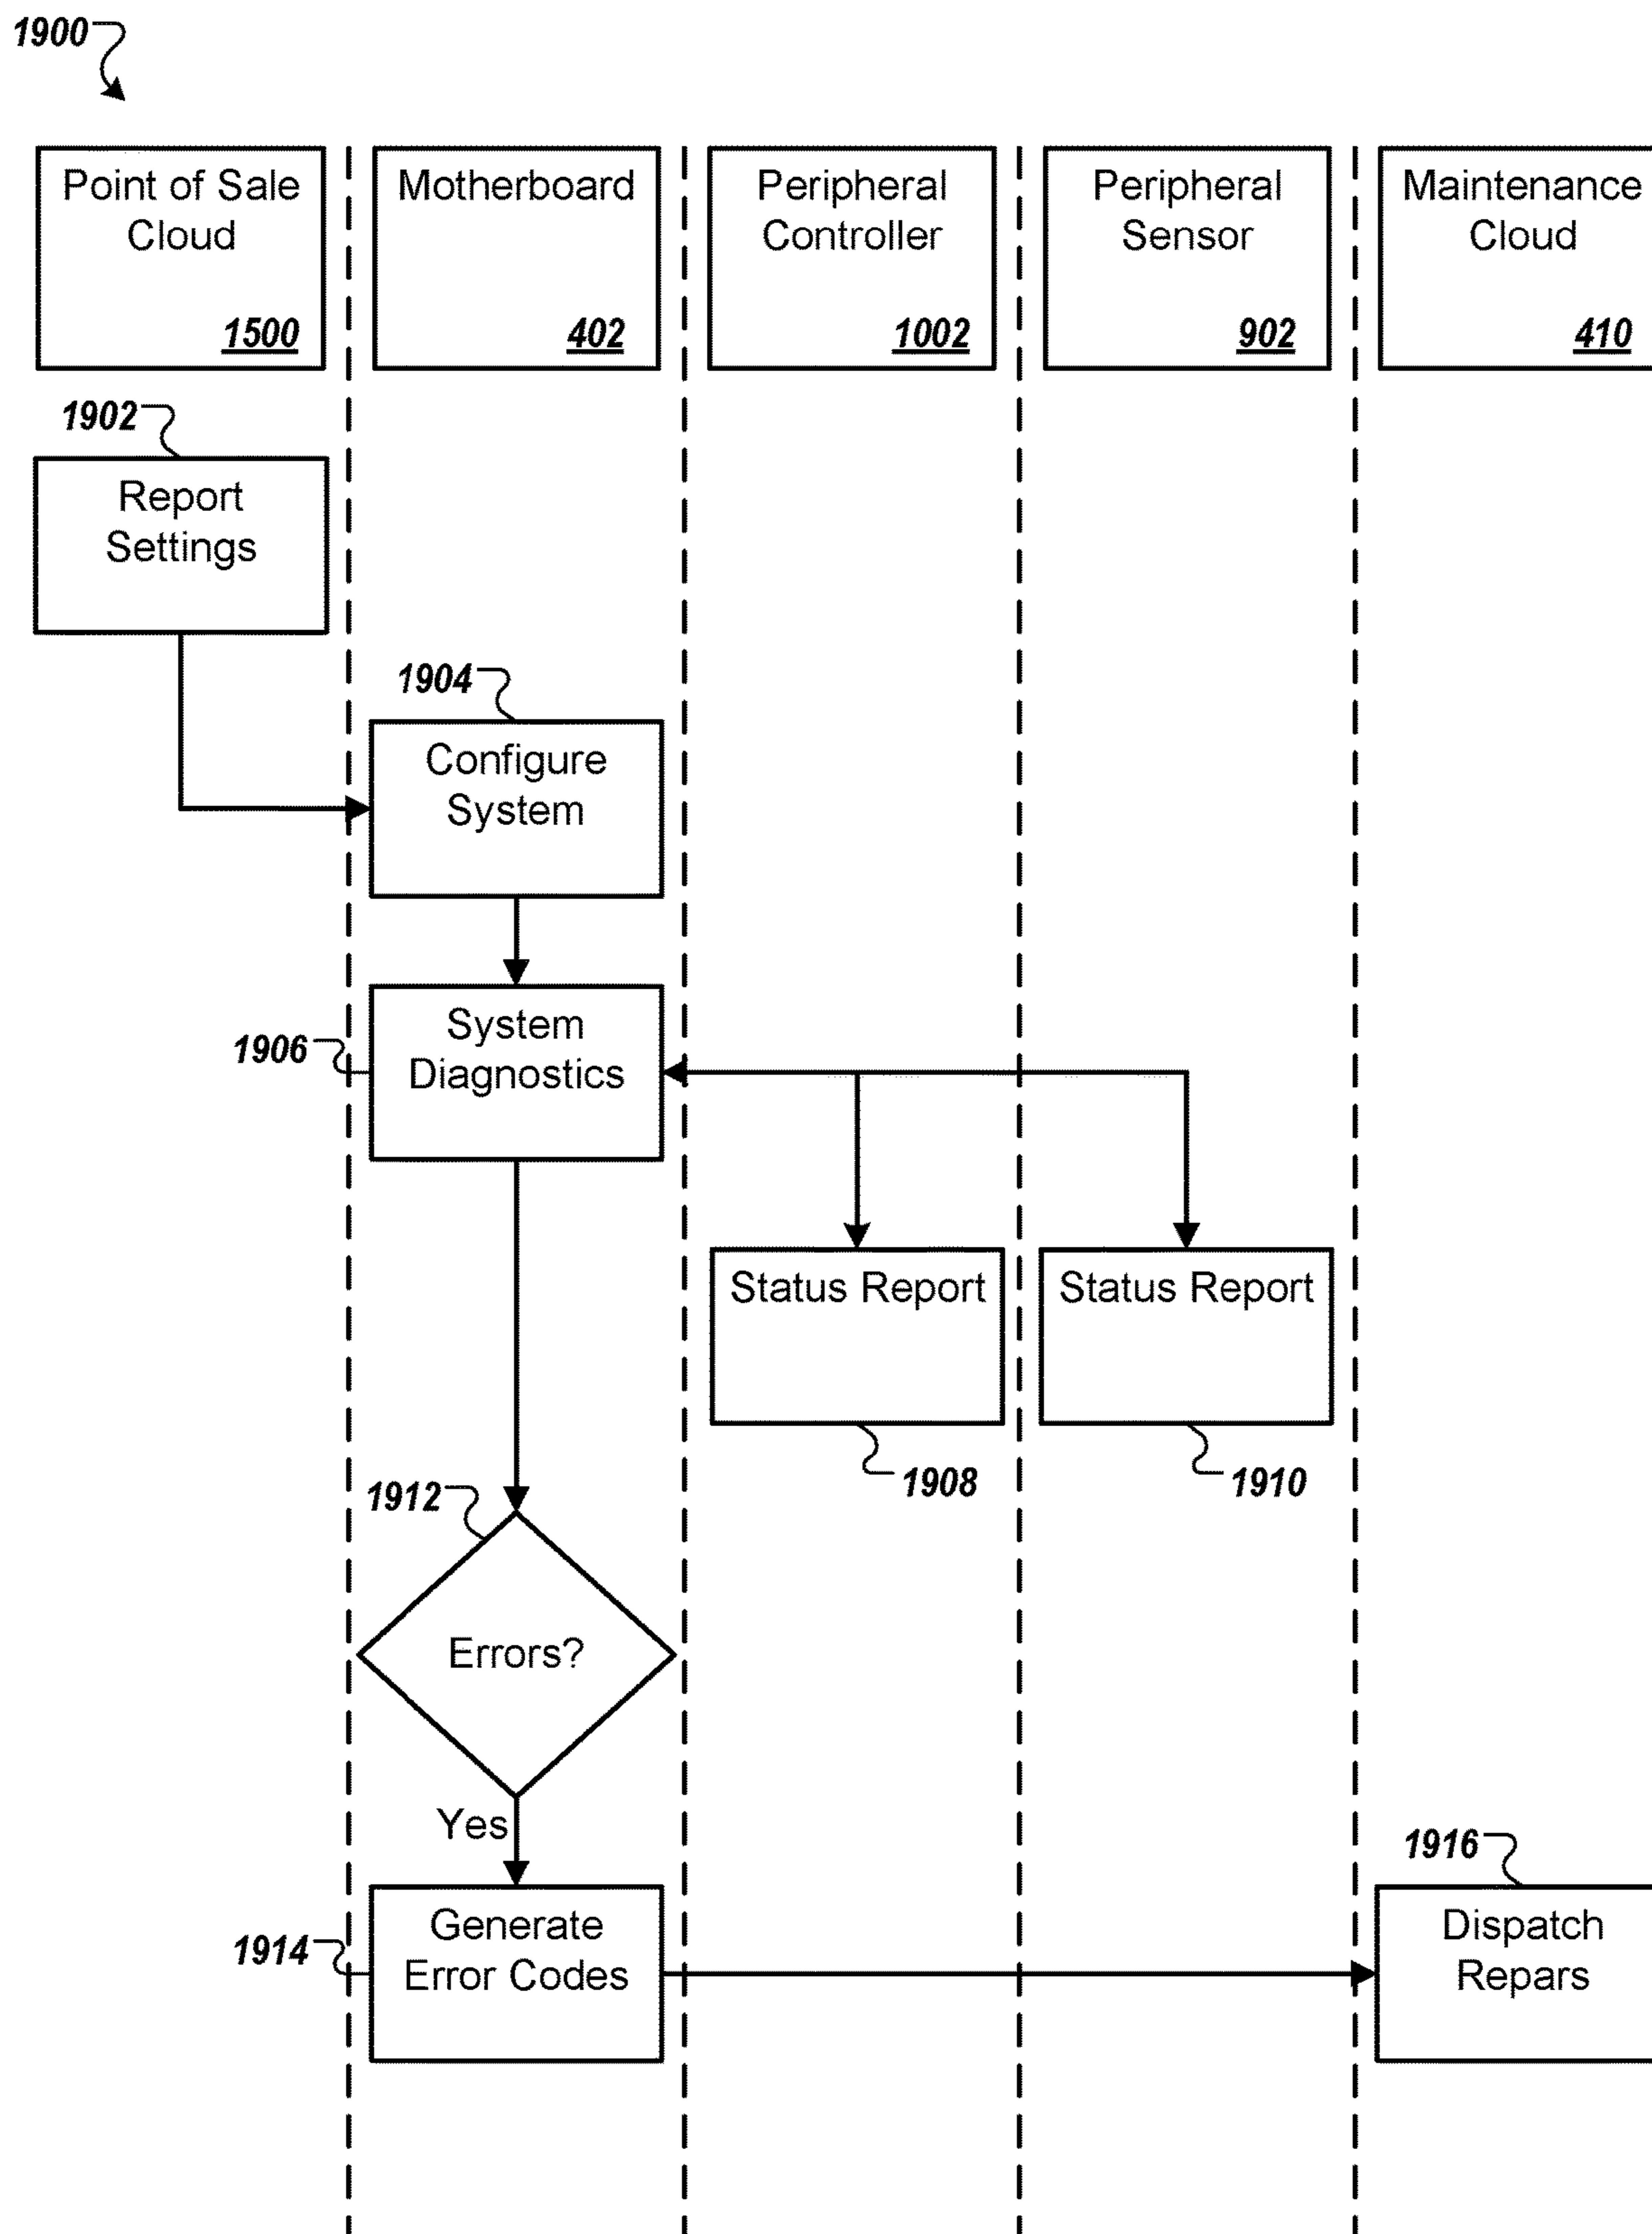 1900
Point of Sale
Cloud
1500
Motherboard
402
Peripheral
Controller
1002
Peripheral
Sensor
902
Maintenance
Cloud
410
1902
Report
Settings
1904
Configure
System
1906
System
Diagnostics
Status Report
1908
Status Report
1910
1912
Errors?
Yes
1914
Generate
Error Codes
1916
Dispatch
Repars